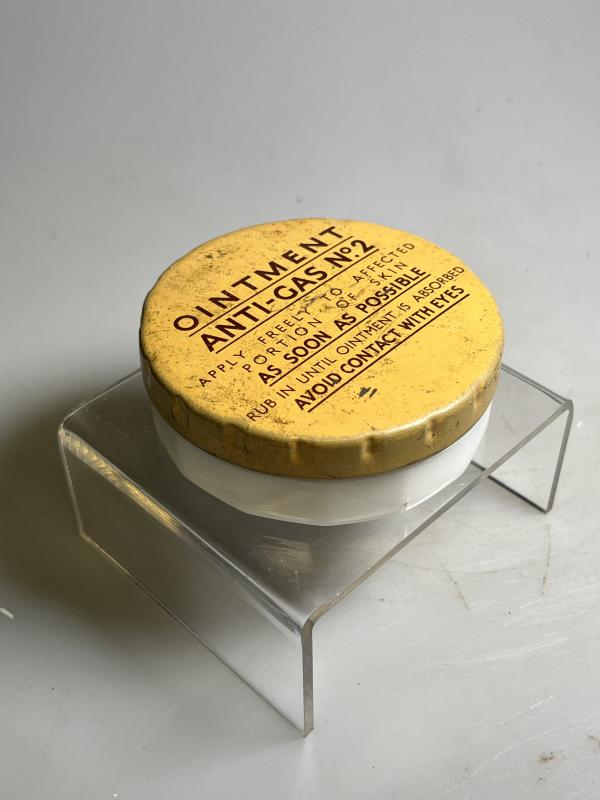 OINTMENT
ANTI-GAS Nº.2
APPLY FREELY TO AFFECTED
PORTION OF SKIN
AS SOON AS POSSIBLE
RUB IN UNTIL OINTMENT IS ABSORBED
AVOID CONTACT WITH EYES